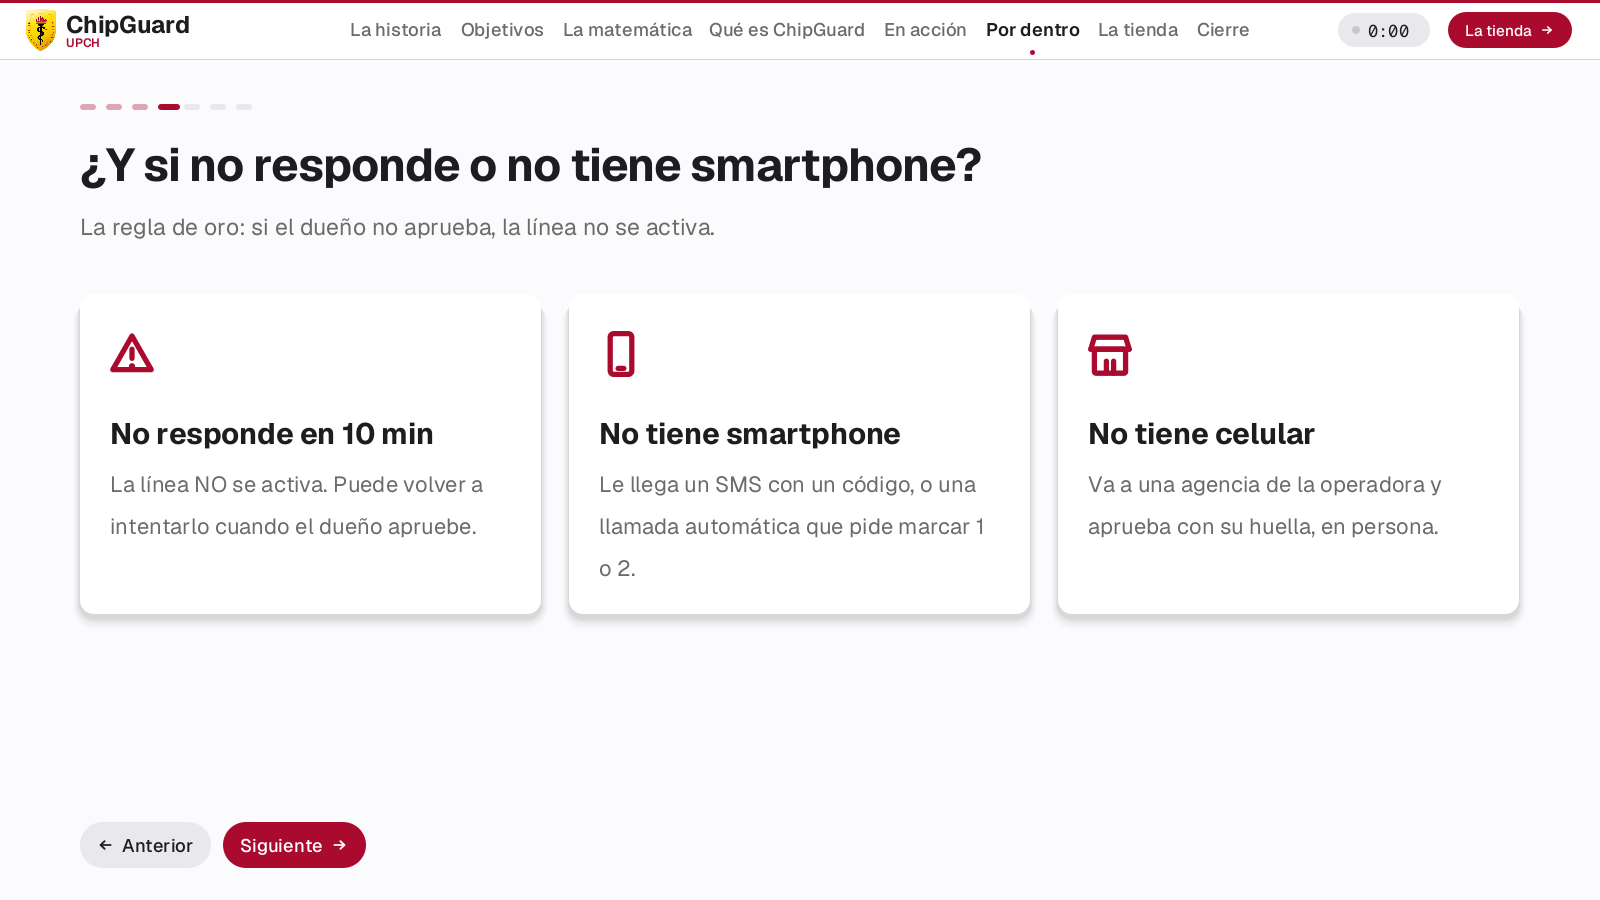 ChipGuard
UPCH
La historia
Objetivos
La matemática
Qué es ChipGuard
En acción
Por dentro
La tienda
Cierre
0:00
La tienda →
¿Y si no responde o no tiene smartphone?
La regla de oro: si el dueño no aprueba, la línea no se activa.
No responde en 10 min
La línea NO se activa. Puede volver a
intentarlo cuando el dueño apruebe.
No tiene smartphone
Le llega un SMS con un código, o una
llamada automática que pide marcar 1
o 2.
No tiene celular
Va a una agencia de la operadora y
aprueba con su huella, en persona.
← Anterior
Siguiente →